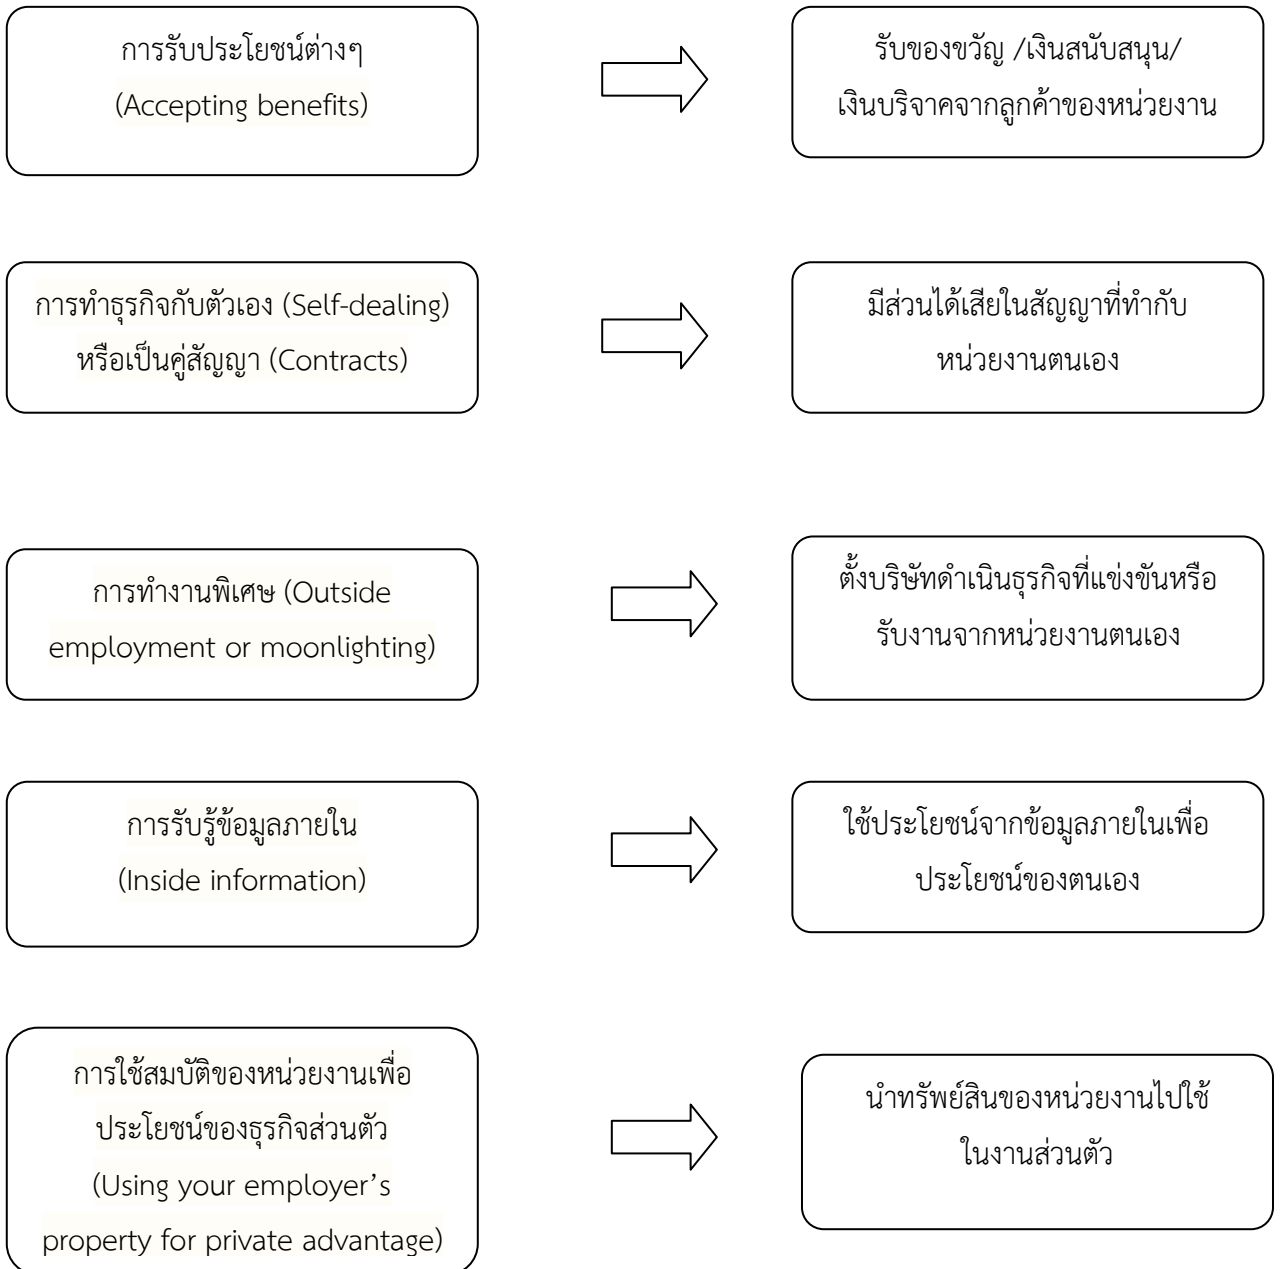 การรับประโยชน์ต่างๆ
(Accepting benefits)
รับของขวัญ /เงินสนับสนุน/
เงินบริจาคจากลูกค้าของหน่วยงาน
การทำธุรกิจกับตัวเอง (Self-dealing)
หรือเป็นคู่สัญญา (Contracts)
มีส่วนได้เสียในสัญญาที่ทำกับ
หน่วยงานตนเอง
การทำงานพิเศษ (Outside
employment or moonlighting)
ตั้งบริษัทดำเนินธุรกิจที่แข่งขันหรือ
รับงานจากหน่วยงานตนเอง
การรับรู้ข้อมูลภายใน
(Inside information)
ใช้ประโยชน์จากข้อมูลภายในเพื่อ
ประโยชน์ของตนเอง
การใช้สมบัติของหน่วยงานเพื่อ
ประโยชน์ของธุรกิจส่วนตัว
(Using your employer’s
property for private advantage)
นำทรัพย์สินของหน่วยงานไปใช้
ในงานส่วนตัว